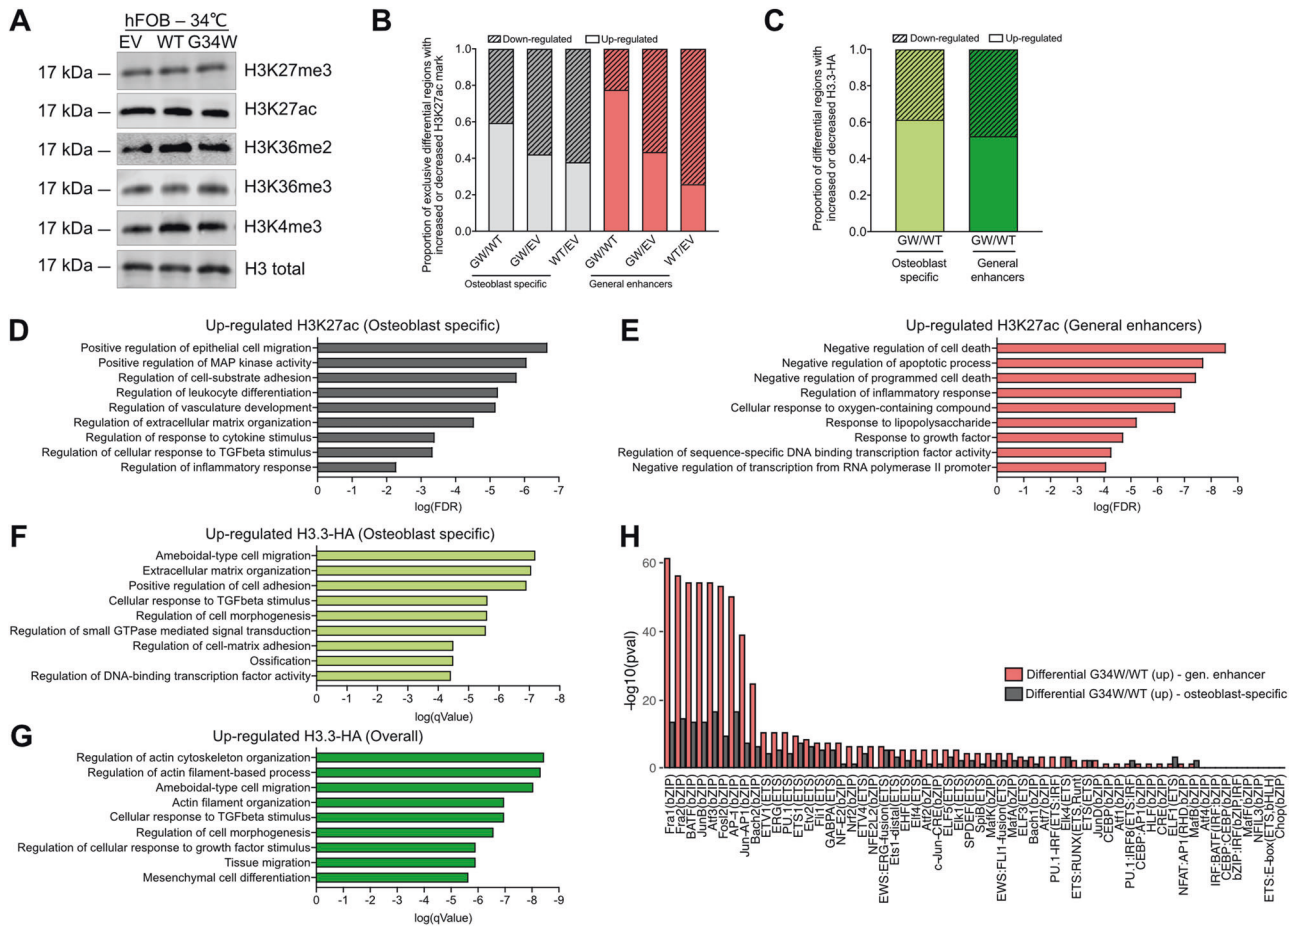 A
hFOB – 34℃
EV WT G34W
17 kDa – H3K27me3
17 kDa – H3K27ac
17 kDa – H3K36me2
17 kDa – H3K36me3
17 kDa – H3K4me3
17 kDa – H3 total
B
Down-regulated Up-regulated
Proportion of exclusive differential regions with
increased or decreased H3K27ac mark
1.0
0.8
0.6
0.4
0.2
0.0
GW/WT GW/EV WT/EV GW/WT GW/EV WT/EV
Osteoblast specific General enhancers
C
Down-regulated Up-regulated
Proportion of differential regions with
increased or decreased H3.3-HA
1.0
0.8
0.6
0.4
0.2
0.0
GW/WT GW/WT
Osteoblast General
specific enhancers
D
Up-regulated H3K27ac (Osteoblast specific)
Positive regulation of epithelial cell migration
Positive regulation of MAP kinase activity
Regulation of cell-substrate adhesion
Regulation of leukocyte differentiation
Regulation of vasculature development
Regulation of extracellular matrix organization
Regulation of response to cytokine stimulus
Regulation of cellular response to TGFbeta stimulus
Regulation of inflammatory response
0 -1 -2 -3 -4 -5 -6 -7
log(FDR)
E
Up-regulated H3K27ac (General enhancers)
Negative regulation of cell death
Negative regulation of apoptotic process
Negative regulation of programmed cell death
Regulation of inflammatory response
Cellular response to oxygen-containing compound
Response to lipopolysaccharide
Response to growth factor
Regulation of sequence-specific DNA binding transcription factor activity
Negative regulation of transcription from RNA polymerase II promoter
0 -1 -2 -3 -4 -5 -6 -7 -8 -9
log(FDR)
F
Up-regulated H3.3-HA (Osteoblast specific)
Ameboidal-type cell migration
Extracellular matrix organization
Positive regulation of cell adhesion
Cellular response to TGFbeta stimulus
Regulation of cell morphogenesis
Regulation of small GTPase mediated signal transduction
Regulation of cell-matrix adhesion
Ossification
Regulation of DNA-binding transcription factor activity
0 -1 -2 -3 -4 -5 -6 -7 -8
log(qValue)
G
Up-regulated H3.3-HA (Overall)
Regulation of actin cytoskeleton organization
Regulation of actin filament-based process
Ameboidal-type cell migration
Actin filament organization
Cellular response to TGFbeta stimulus
Regulation of cell morphogenesis
Regulation of cellular response to growth factor stimulus
Tissue migration
Mesenchymal cell differentiation
0 -1 -2 -3 -4 -5 -6 -7 -8 -9
log(qValue)
H
-log10(pval)
60
40
20
0
Differential G34W/WT (up) - gen. enhancer
Differential G34W/WT (up) - osteoblast-specific
Fra1(bZIP)
Fra2(bZIP)
BATF(bZIP)
JunB(bZIP)
Atf3(bZIP)
Fosl2(bZIP)
AP-1(bZIP)
Jun-AP1(bZIP)
Bach2(bZIP)
ETV1(ETS)
ERG(ETS)
PU.1(ETS)
ETS1(ETS)
Etv2(ETS)
Fli1(ETS)
GABPA(ETS)
NF-E2(bZIP)
Nrf2(bZIP)
ETV4(ETS)
NFE2L2(bZIP)
EWS:ERG-fusion(ETS)
Ets1-distal(ETS)
EHF(ETS)
Elf4(ETS)
Atf2(bZIP)
c-Jun-CRE(bZIP)
ELF5(ETS)
Elk1(ETS)
SPDEF(ETS)
SpiB(ETS)
MafK(bZIP)
EWS:FLI1-fusion(ETS)
MafA(bZIP)
ELF3(ETS)
Bach1(bZIP)
Atf7(bZIP)
PU.1-IRF(ETS:IRF)
Elk4(ETS)
ETS:RUNX(ETS,Runt)
JunD(bZIP)
CEBP(bZIP)
Atf1(bZIP)
PU.1:IRF8(ETS:IRF)
CEBP:AP1(bZIP)
HLF(bZIP)
CRE(bZIP)
ELF1(ETS)
NFAT:AP1(RHD,bZIP)
MafB(bZIP)
Atf4(bZIP)
IRF:BATF(IRF:bZIP)
CEBP:CEBP(bZIP)
bZIP:IRF(bZIP,IRF)
MafF(bZIP)
NFIL3(bZIP)
ETS:E-box(ETS,bHLH)
Chop(bZIP)